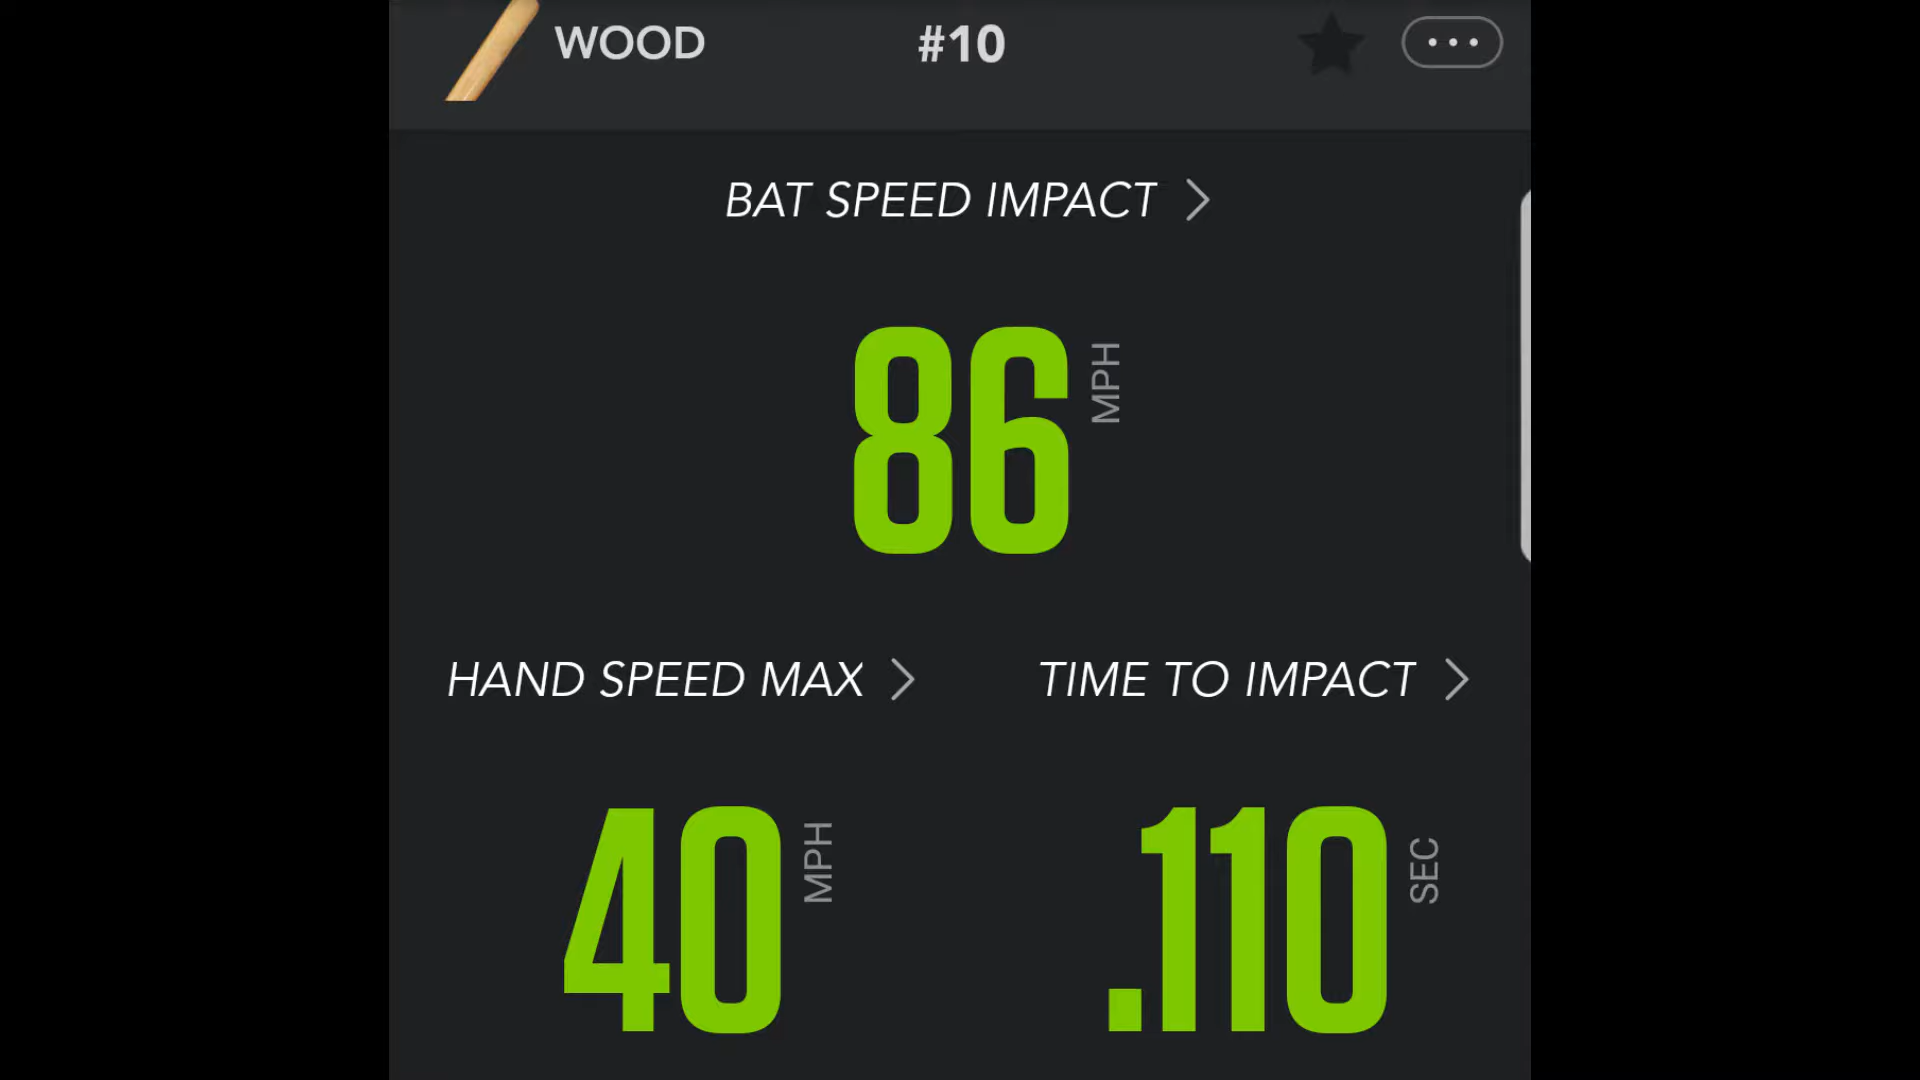 WOOD #10
BAT SPEED IMPACT
86 MPH
HAND SPEED MAX TIME TO IMPACT
40 MPH .110 SEC